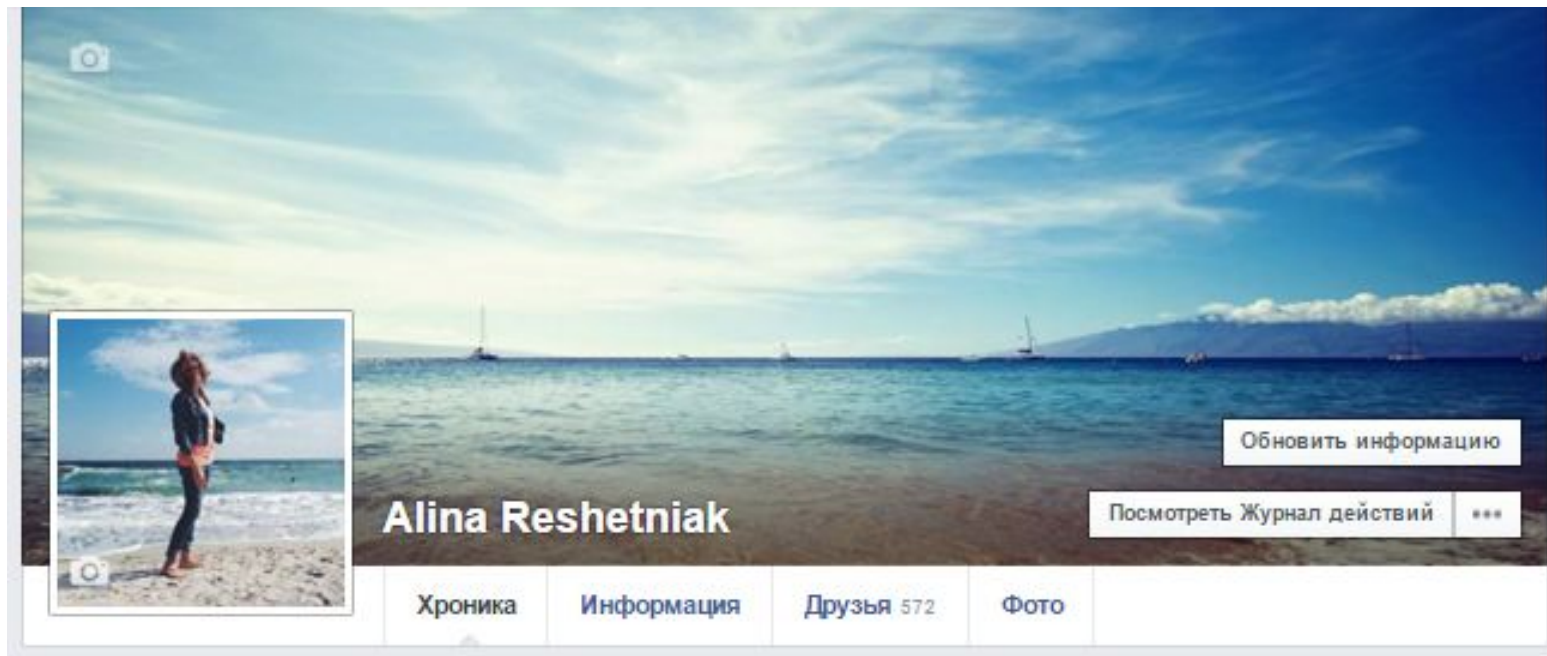 Обновить информацию
Alina Reshetniak
Посмотреть Журнал действий
Хроника Информация Друзья 572 Фото